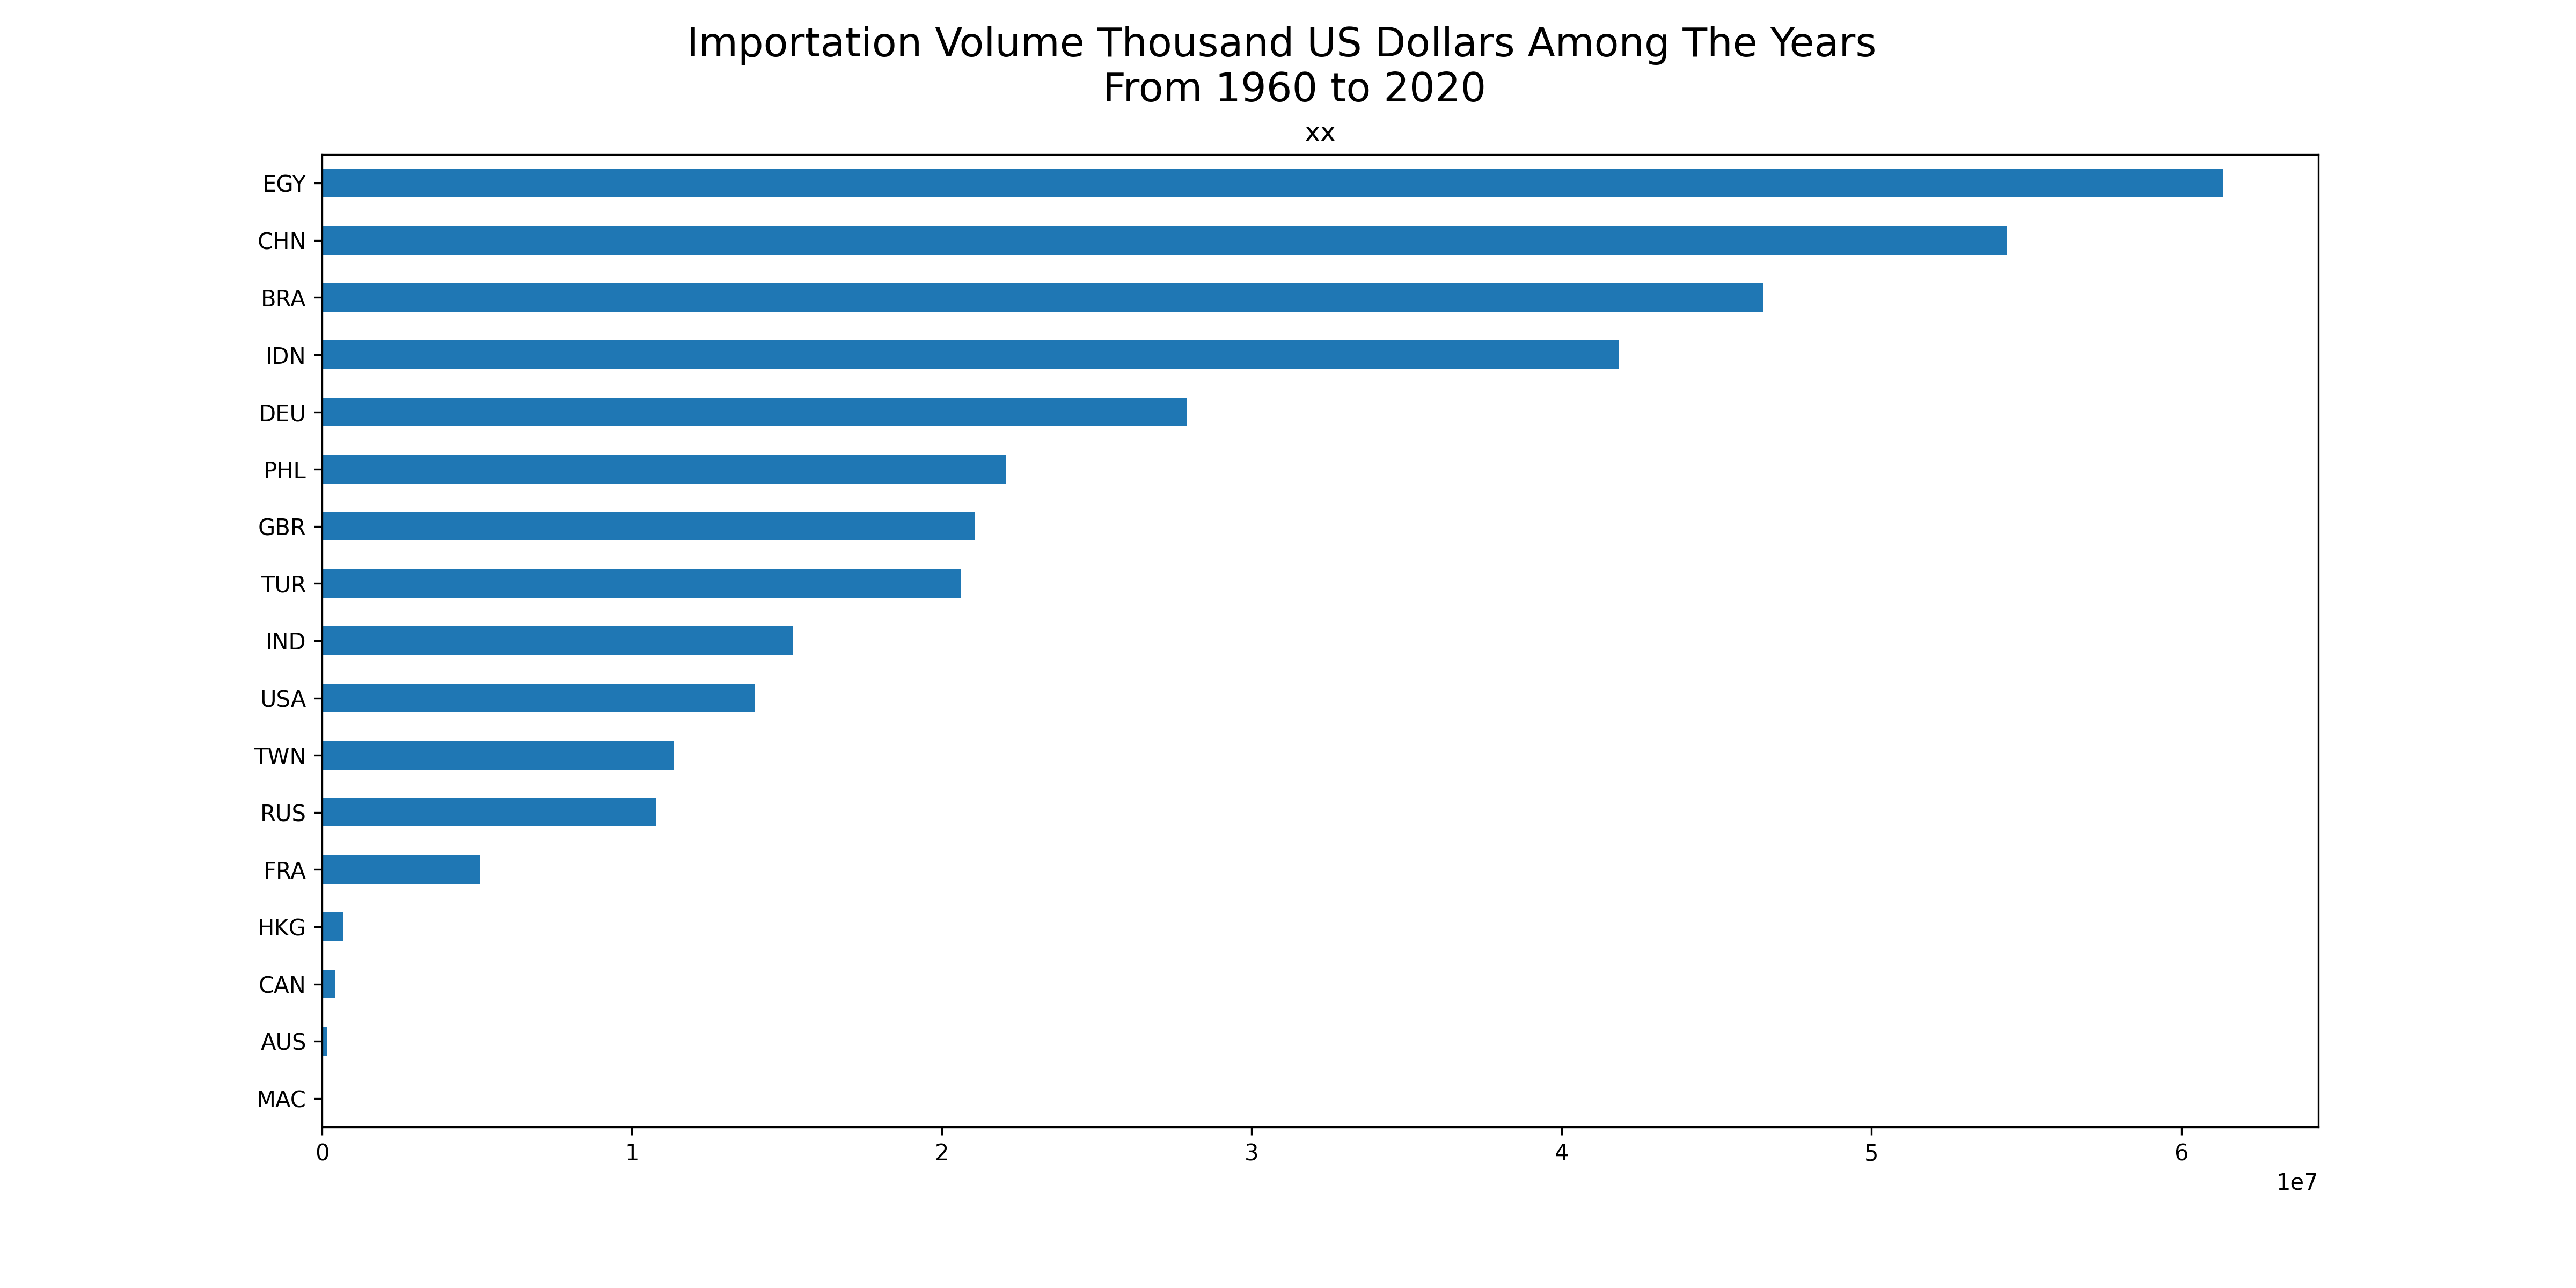 Importation Volume Thousand US Dollars Among The Years
From 1960 to 2020
xx
EGY
CHN
BRA
IDN
DEU
PHL
GBR
TUR
IND
USA
TWN
RUS
FRA
HKG
CAN
AUS
MAC
0 1 2 3 4 5 6
1e7